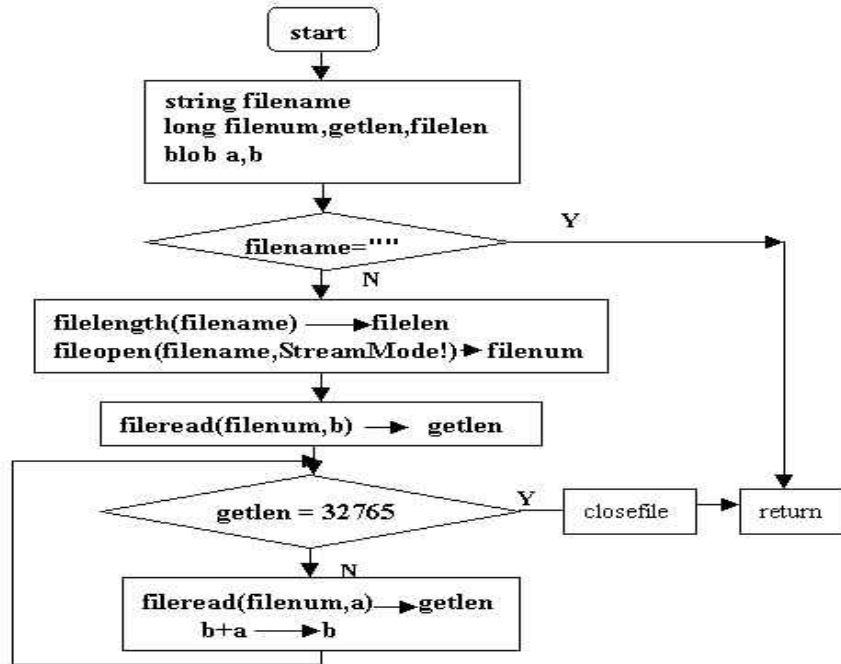 start
string filename
long filenum,getlen,filelen
blob a,b
filename=""
Y
N
filelength(filename) → filelen
fileopen(filename,StreamMode!) → filenum
fileread(filenum,b) → getlen
getlen = 32765
Y
closefile
return
N
fileread(filenum,a) → getlen
b+a → b